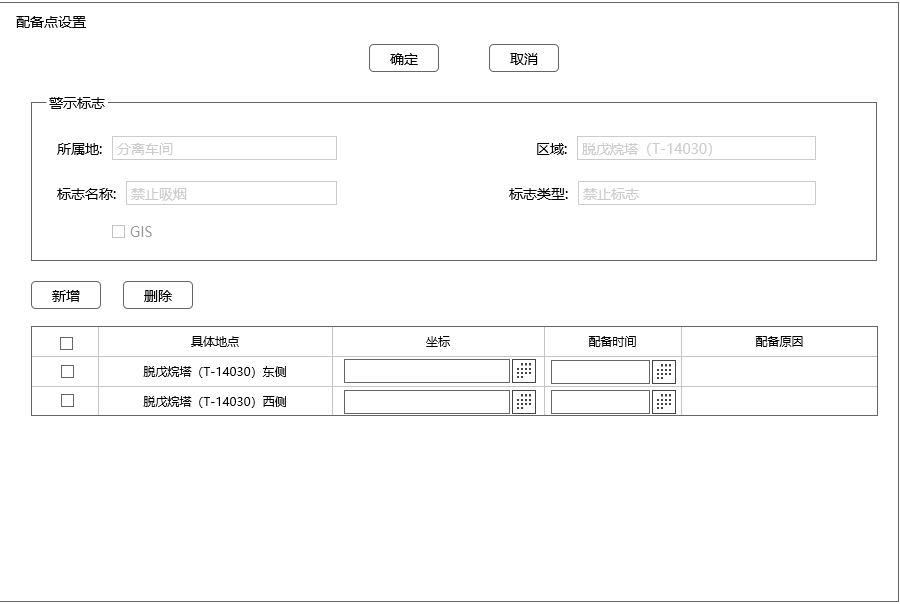 配备点设置
确定 取消
警示标志
所属地: 分离车间 区域: 脱戊烷塔（T-14030）
标志名称: 禁止吸烟 标志类型: 禁止标志
GIS
新增 删除
具体地点 坐标 配备时间 配备原因
脱戊烷塔（T-14030）东侧
脱戊烷塔（T-14030）西侧